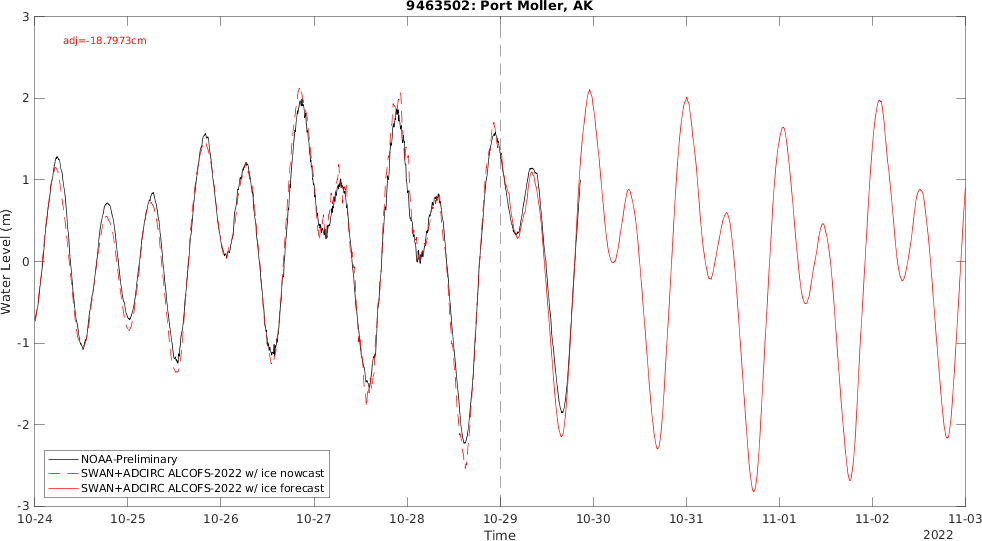 9463502: Port Moller, AK
adj=-18.7973cm
Water Level (m)
3
2
1
0
-1
-2
-3
NOAA-Preliminary
SWAN+ADCIRC ALCOFS-2022 w/ ice nowcast
SWAN+ADCIRC ALCOFS-2022 w/ ice forecast
10-24 10-25 10-26 10-27 10-28 10-29 10-30 10-31 11-01 11-02 11-03
Time
2022